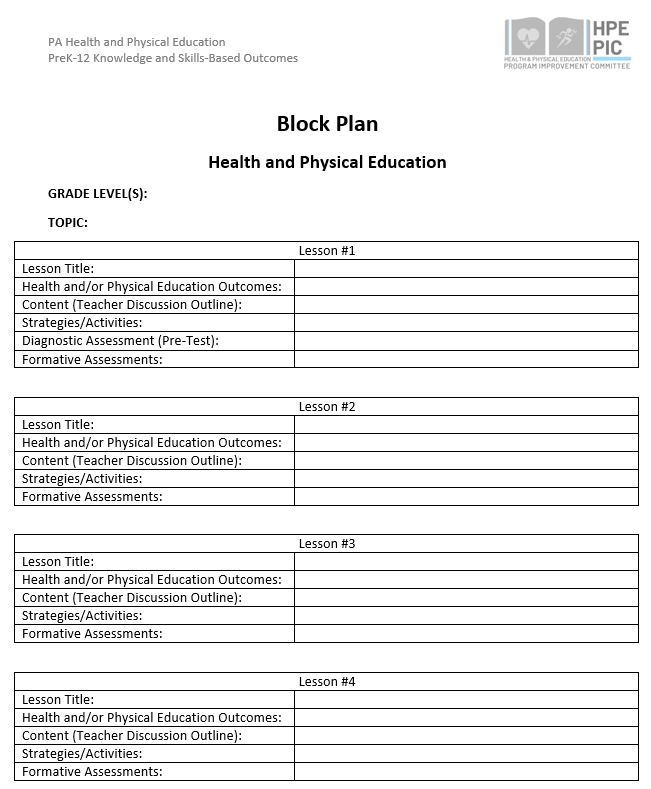 PA Health and Physical Education
PreK-12 Knowledge and Skills-Based Outcomes
HPE
PIC
HEALTH & PHYSICAL EDUCATION
PROGRAM IMPROVEMENT COMMITTEE
Block Plan
Health and Physical Education
GRADE LEVEL(S):
TOPIC:
Lesson #1
Lesson Title:
Health and/or Physical Education Outcomes:
Content (Teacher Discussion Outline):
Strategies/Activities:
Diagnostic Assessment (Pre-Test):
Formative Assessments:
Lesson #2
Lesson Title:
Health and/or Physical Education Outcomes:
Content (Teacher Discussion Outline):
Strategies/Activities:
Formative Assessments:
Lesson #3
Lesson Title:
Health and/or Physical Education Outcomes:
Content (Teacher Discussion Outline):
Strategies/Activities:
Formative Assessments:
Lesson #4
Lesson Title:
Health and/or Physical Education Outcomes:
Content (Teacher Discussion Outline):
Strategies/Activities:
Formative Assessments: